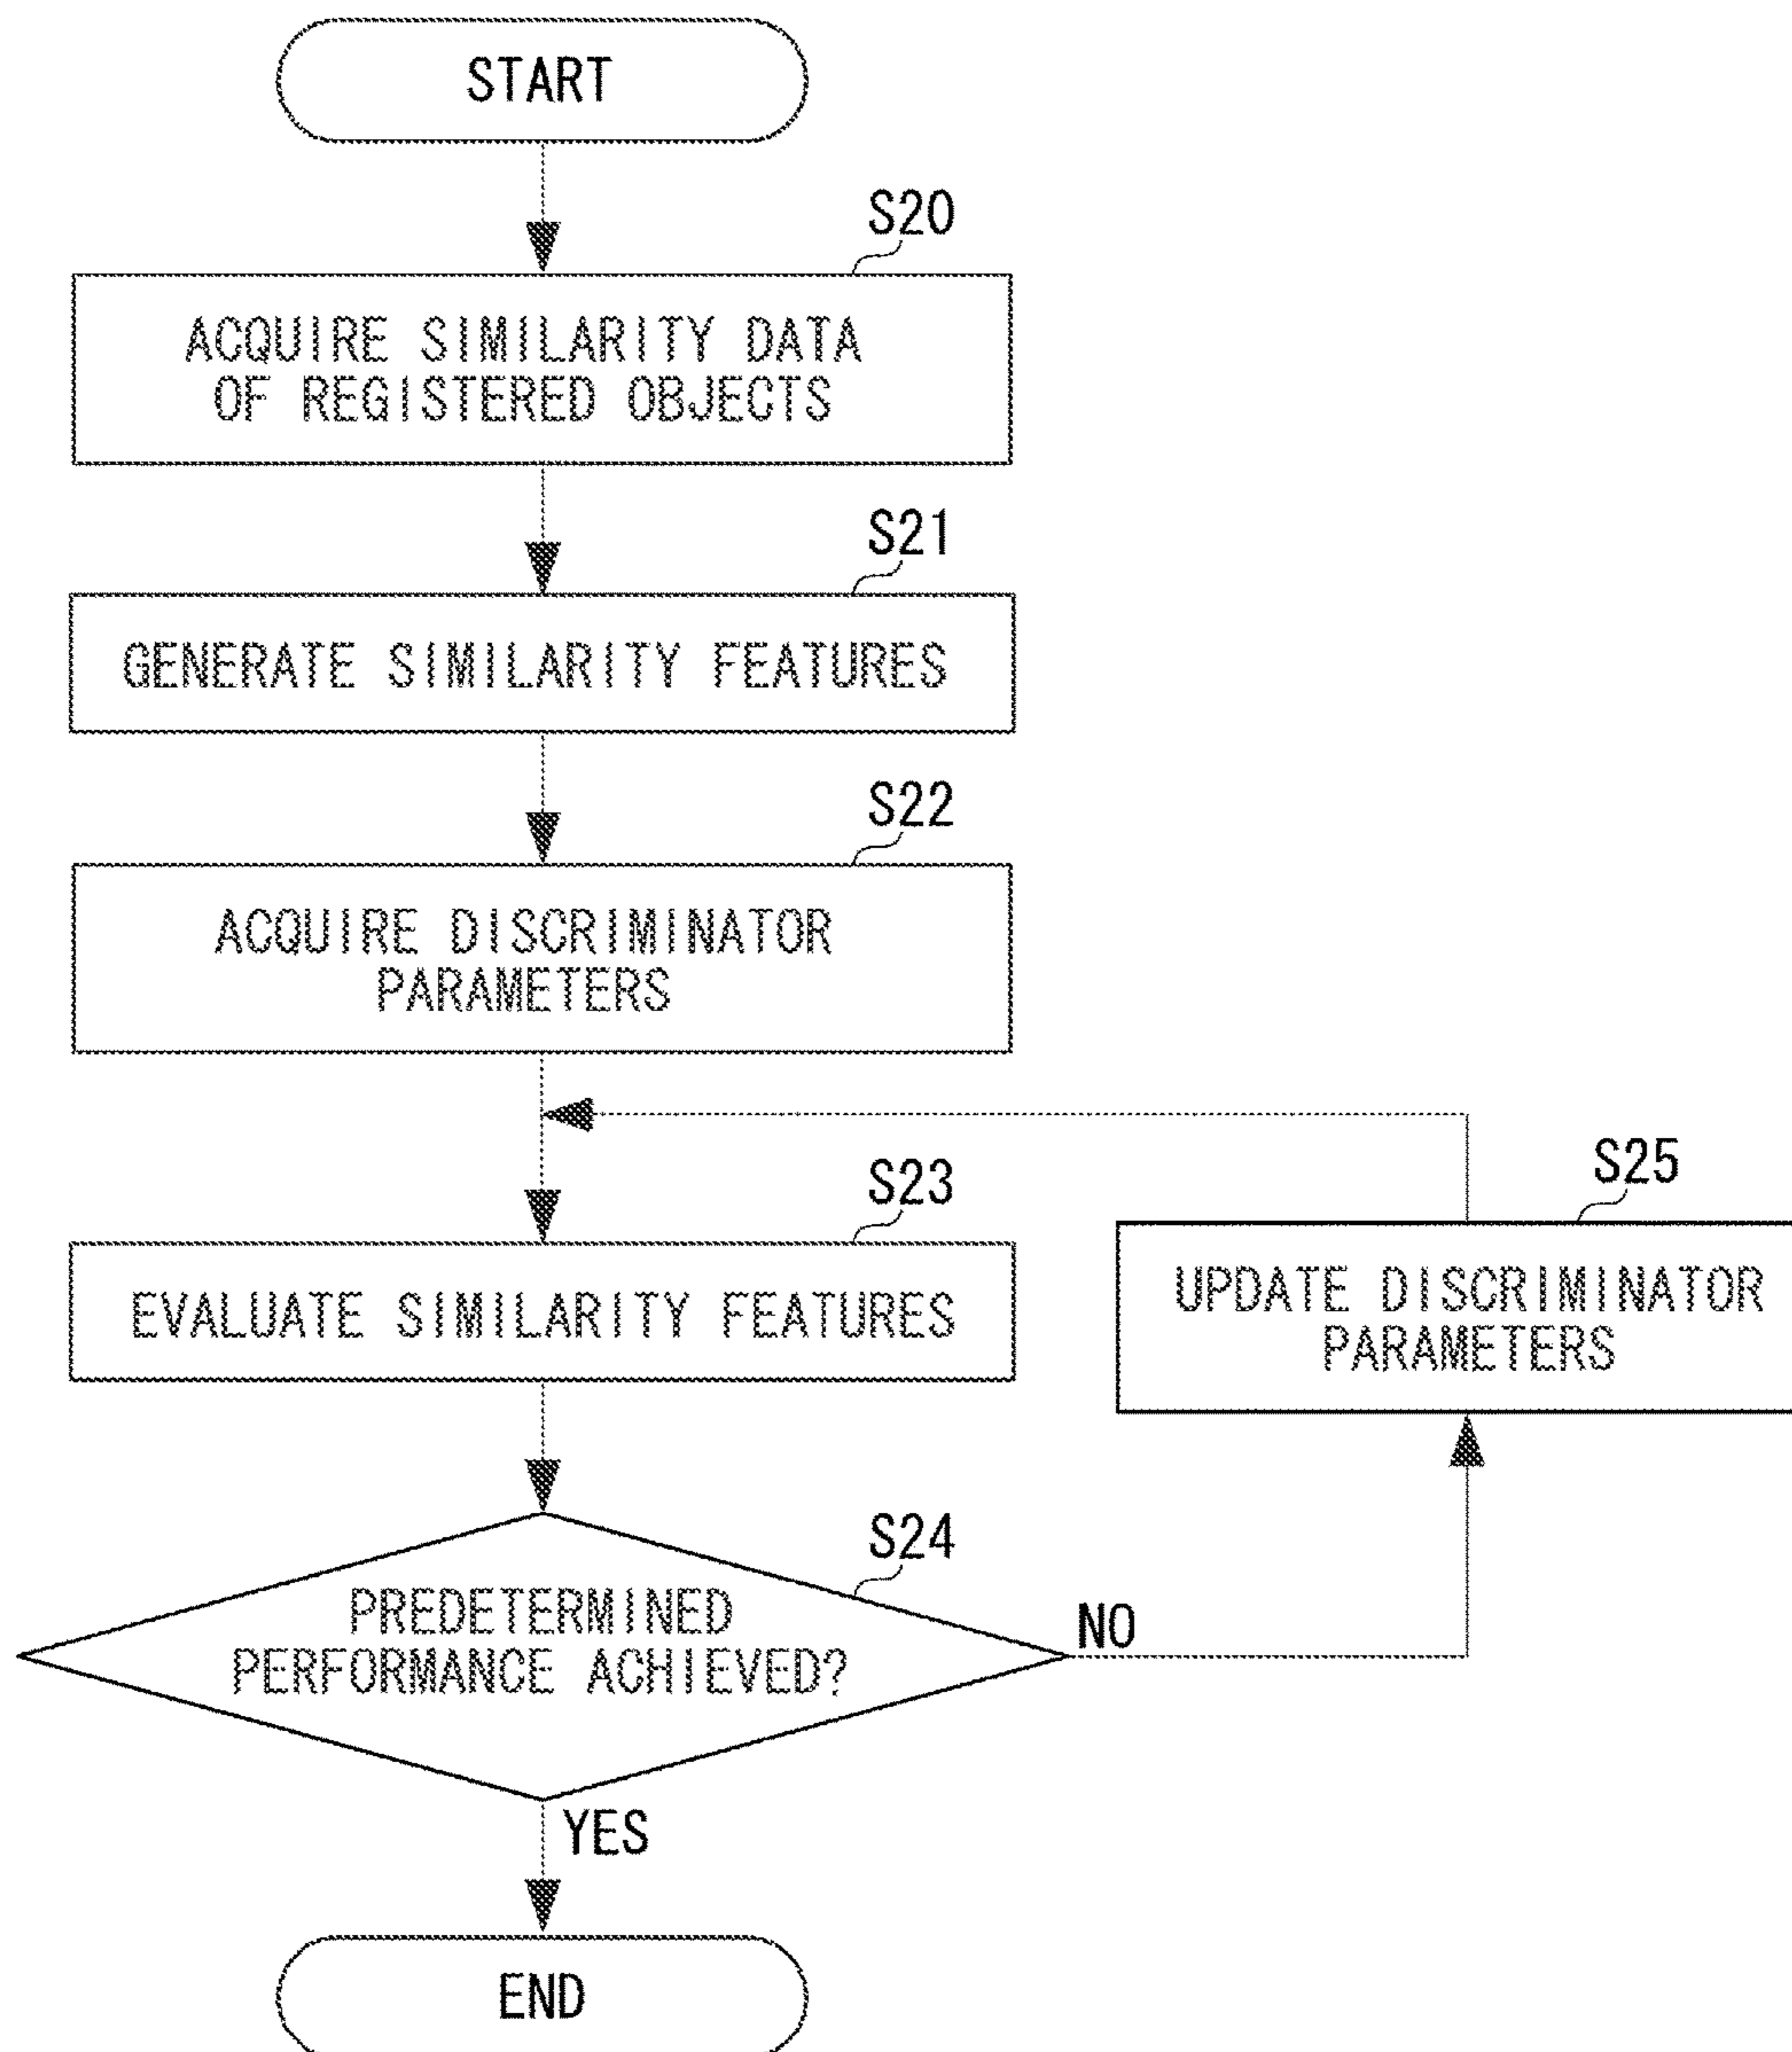 START
S20
ACQUIRE SIMILARITY DATA
OF REGISTERED OBJECTS
S21
GENERATE SIMILARITY FEATURES
S22
ACQUIRE DISCRIMINATOR
PARAMETERS
S23
EVALUATE SIMILARITY FEATURES
S25
UPDATE DISCRIMINATOR
PARAMETERS
S24
PREDETERMINED
PERFORMANCE ACHIEVED?
NO
YES
END